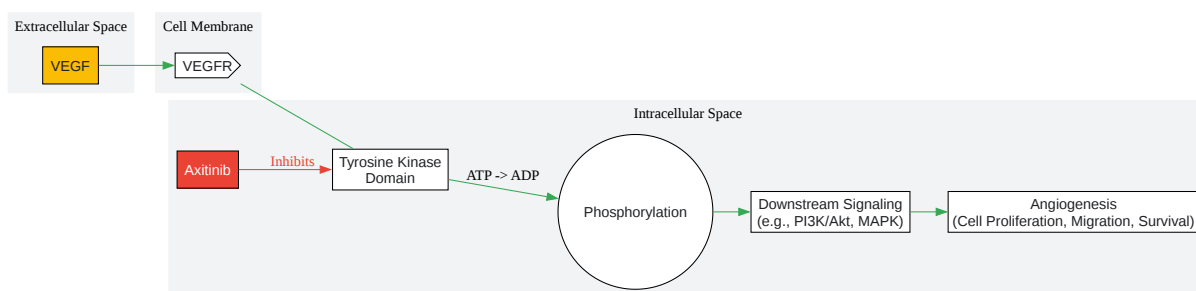 Extracellular Space
Cell Membrane
VEGF
VEGFR
Intracellular Space
Axitinib
Inhibits
Tyrosine Kinase
Domain
ATP -> ADP
Phosphorylation
Downstream Signaling
(e.g., PI3K/Akt, MAPK)
Angiogenesis
(Cell Proliferation, Migration, Survival)